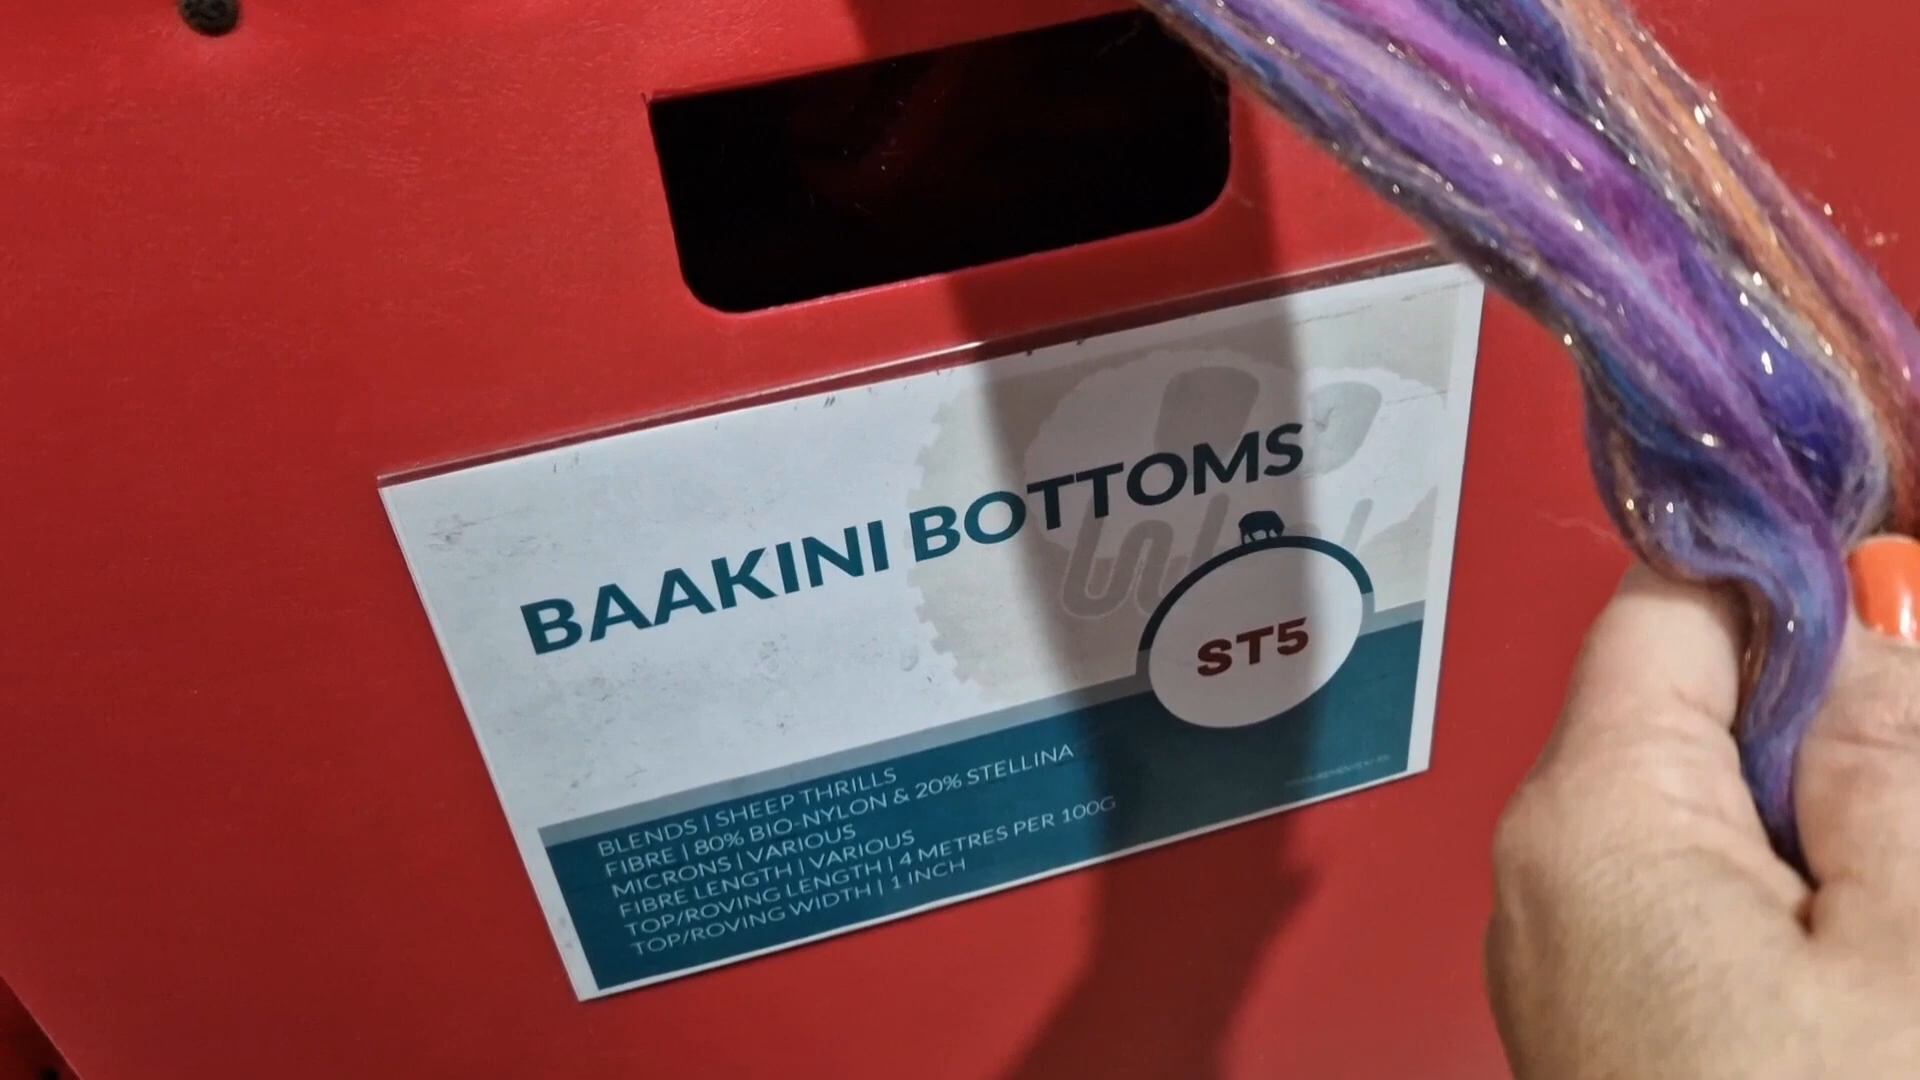 BAAKINI BOTTOMS
ST5
BLENDS | SHEEP THRILLS
FIBRE | 80% BIO-NYLON & 20% STELLINA
MICRONS | VARIOUS
FIBRE LENGTH | VARIOUS
TOP/ROVING LENGTH | 4 METRES PER 100G
TOP/ROVING WIDTH | 1 INCH